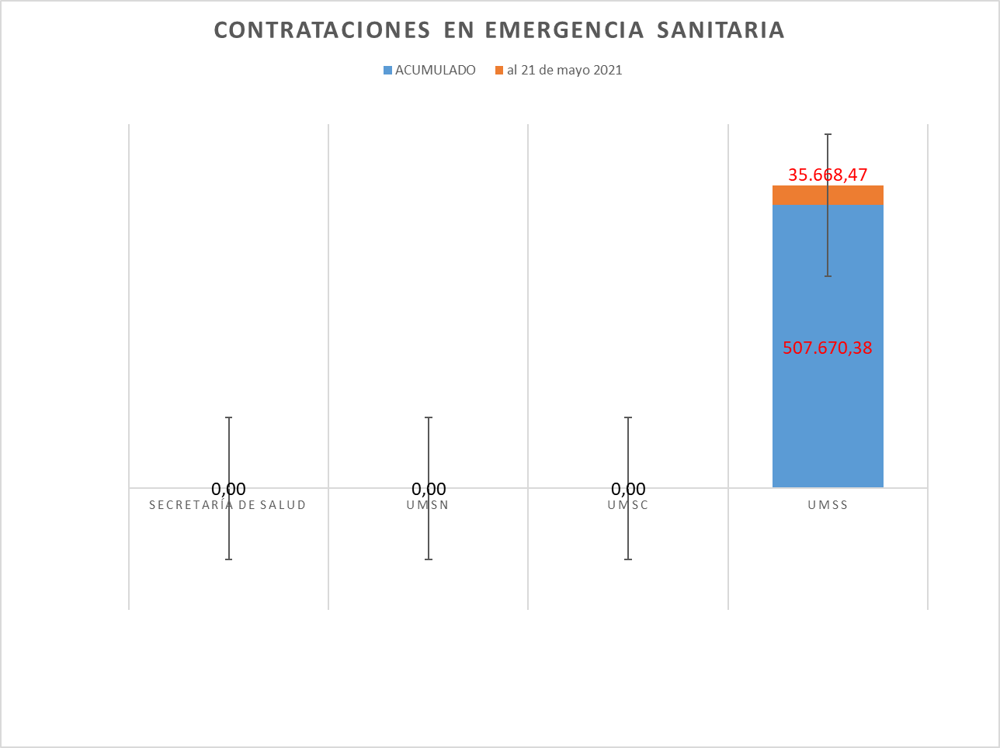 CONTRATACIONES EN EMERGENCIA SANITARIA
ACUMULADO al 21 de mayo 2021
35.668,47
507.670,38
0,00 0,00 0,00
SECRETARÍA DE SALUD UMSN UMSC UMSS